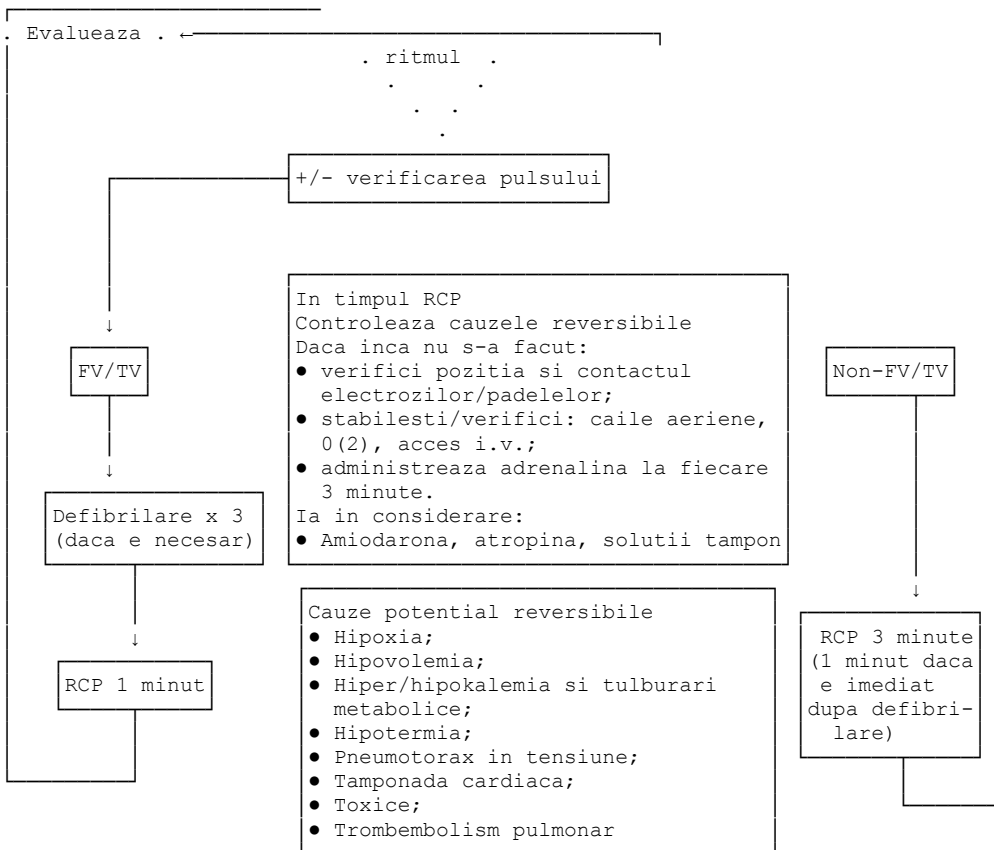 Evalueaza
ritmul
+/- verificarea pulsului
In timpul RCP
Controleaza cauzele reversibile
Daca inca nu s-a facut:
● verifici pozitia si contactul
electrozilor/padelelor;
● stabilesti/verifici: caile aeriene,
0(2), acces i.v.;
● administreaza adrenalina la fiecare
3 minute.
Ia in considerare:
● Amiodarona, atropina, solutii tampon
FV/TV
Non-FV/TV
Defibrilare x 3
(daca e necesar)
RCP 1 minut
Cauze potential reversibile
● Hipoxia;
● Hipovolemia;
● Hiper/hipokalemia si tulburari
metabolice;
● Hipotermia;
● Pneumotorax in tensiune;
● Tamponada cardiaca;
● Toxice;
● Trombembolism pulmonar
RCP 3 minute
(1 minut daca
e imediat
dupa defibri-
lare)